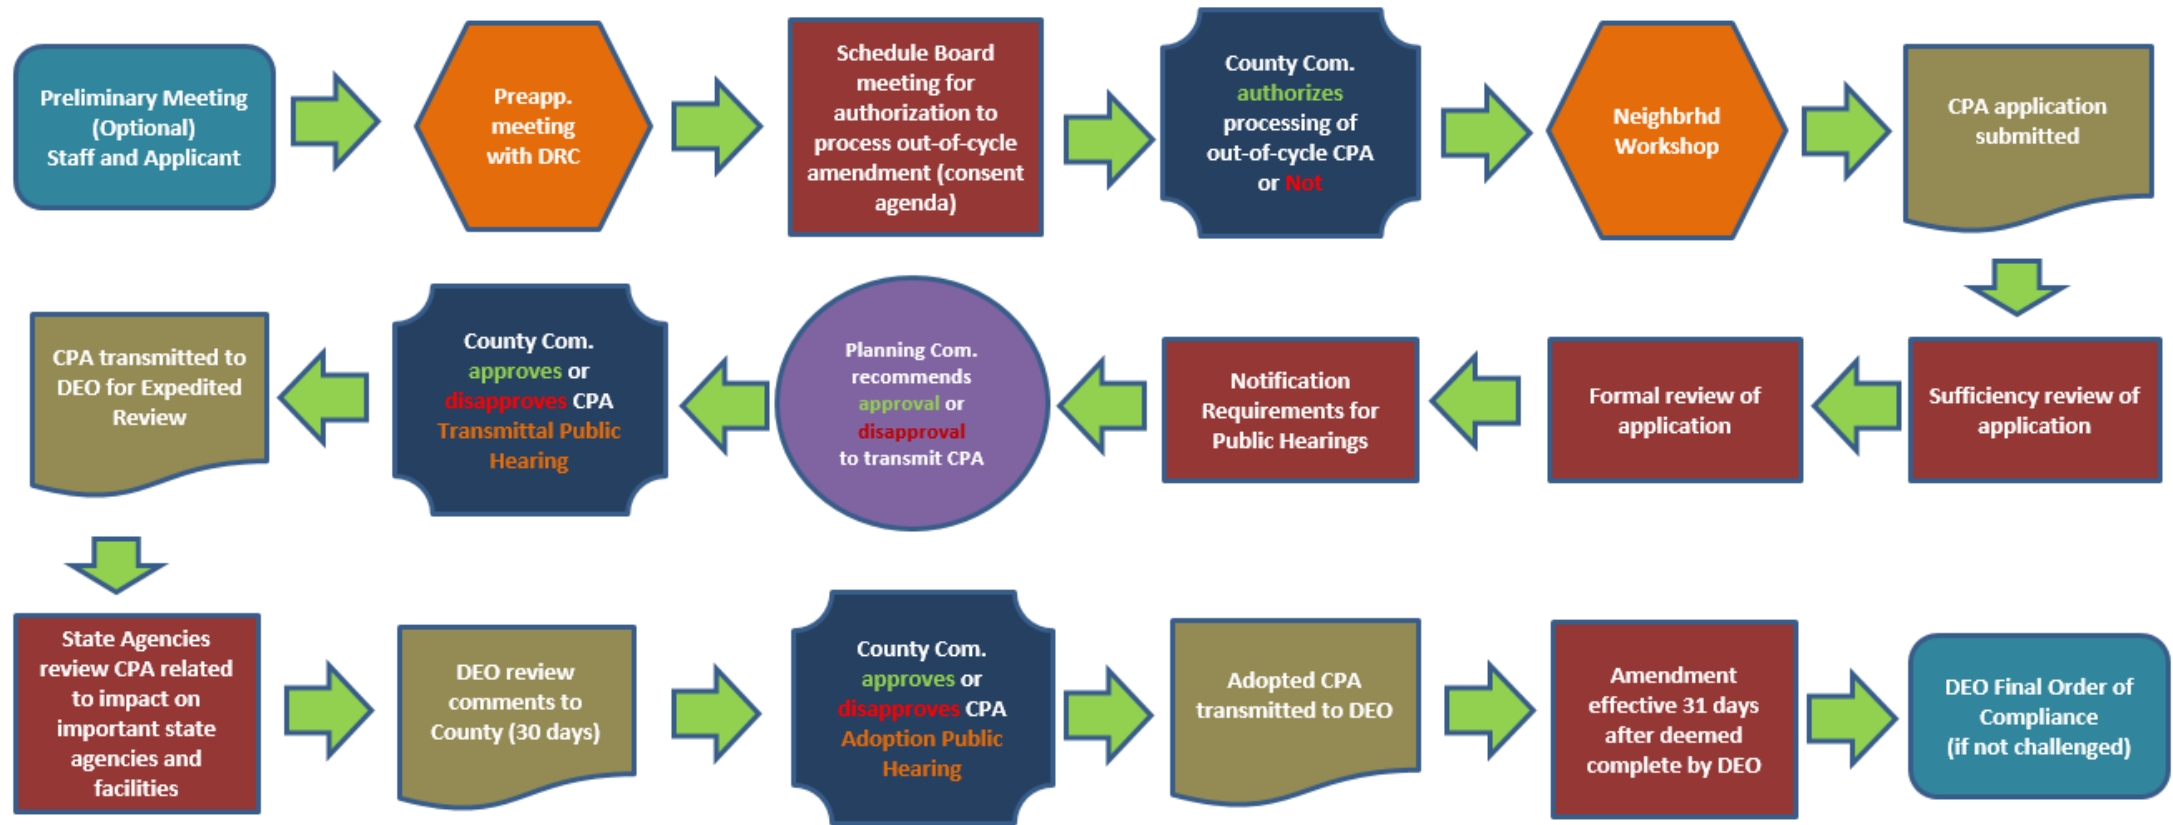 Preliminary Meeting
(Optional)
Staff and Applicant
Preapp.
meeting
with DRC
Schedule Board
meeting for
authorization to
process out-of-cycle
amendment (consent
agenda)
County Com.
authorizes
processing of
out-of-cycle CPA
or Not
Neighbrhd
Workshop
CPA application
submitted
Sufficiency review of
application
Formal review of
application
Notification
Requirements for
Public Hearings
Planning Com.
recommends
approval or
disapproval
to transmit CPA
County Com.
approves or
disapproves CPA
Transmittal Public
Hearing
CPA transmitted to
DEO for Expedited
Review
State Agencies
review CPA related
to impact on
important state
agencies and
facilities
DEO review
comments to
County (30 days)
County Com.
approves or
disapproves CPA
Adoption Public
Hearing
Adopted CPA
transmitted to DEO
Amendment
effective 31 days
after deemed
complete by DEO
DEO Final Order of
Compliance
(if not challenged)